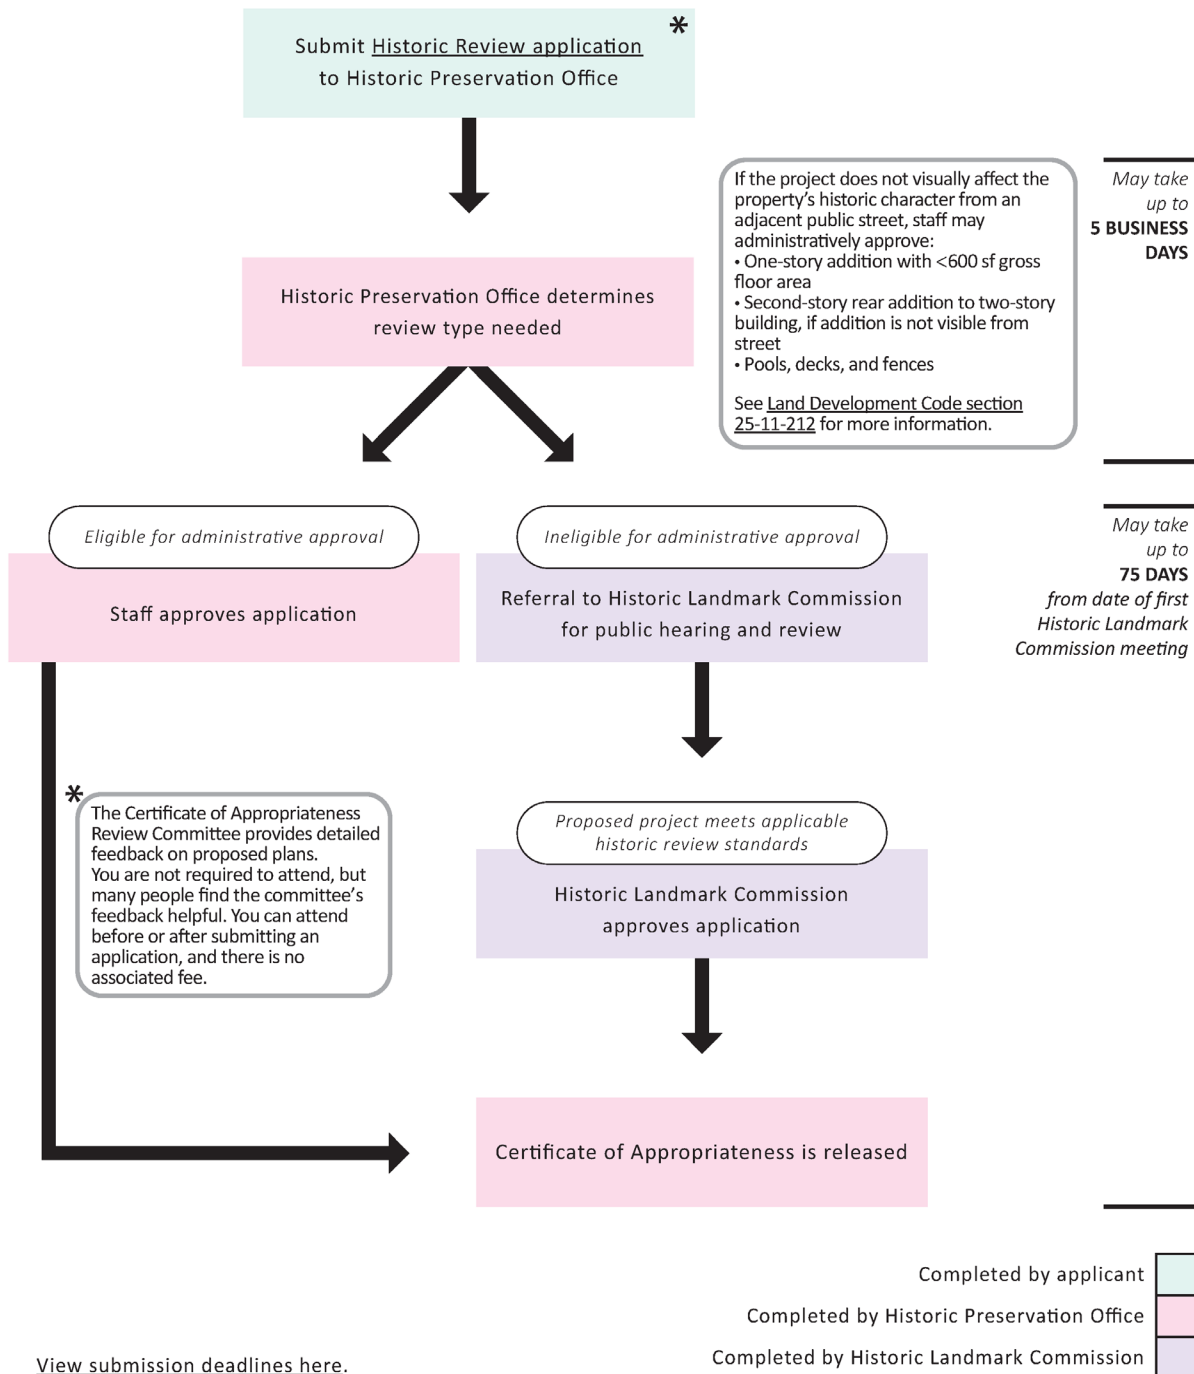 Submit Historic Review application
to Historic Preservation Office
*
If the project does not visually affect the
property's historic character from an
adjacent public street, staff may
administratively approve:
• One-story addition with <600 sf gross
floor area
• Second-story rear addition to two-story
building, if addition is not visible from
street
• Pools, decks, and fences
See Land Development Code section
25-11-212 for more information.
May take
up to
5 BUSINESS
DAYS
Historic Preservation Office determines
review type needed
Eligible for administrative approval
Staff approves application
Ineligible for administrative approval
Referral to Historic Landmark Commission
for public hearing and review
May take
up to
75 DAYS
from date of first
Historic Landmark
Commission meeting
*
The Certificate of Appropriateness
Review Committee provides detailed
feedback on proposed plans.
You are not required to attend, but
many people find the committee's
feedback helpful. You can attend
before or after submitting an
application, and there is no
associated fee.
Proposed project meets applicable
historic review standards
Historic Landmark Commission
approves application
Certificate of Appropriateness is released
Completed by applicant
Completed by Historic Preservation Office
Completed by Historic Landmark Commission
View submission deadlines here.